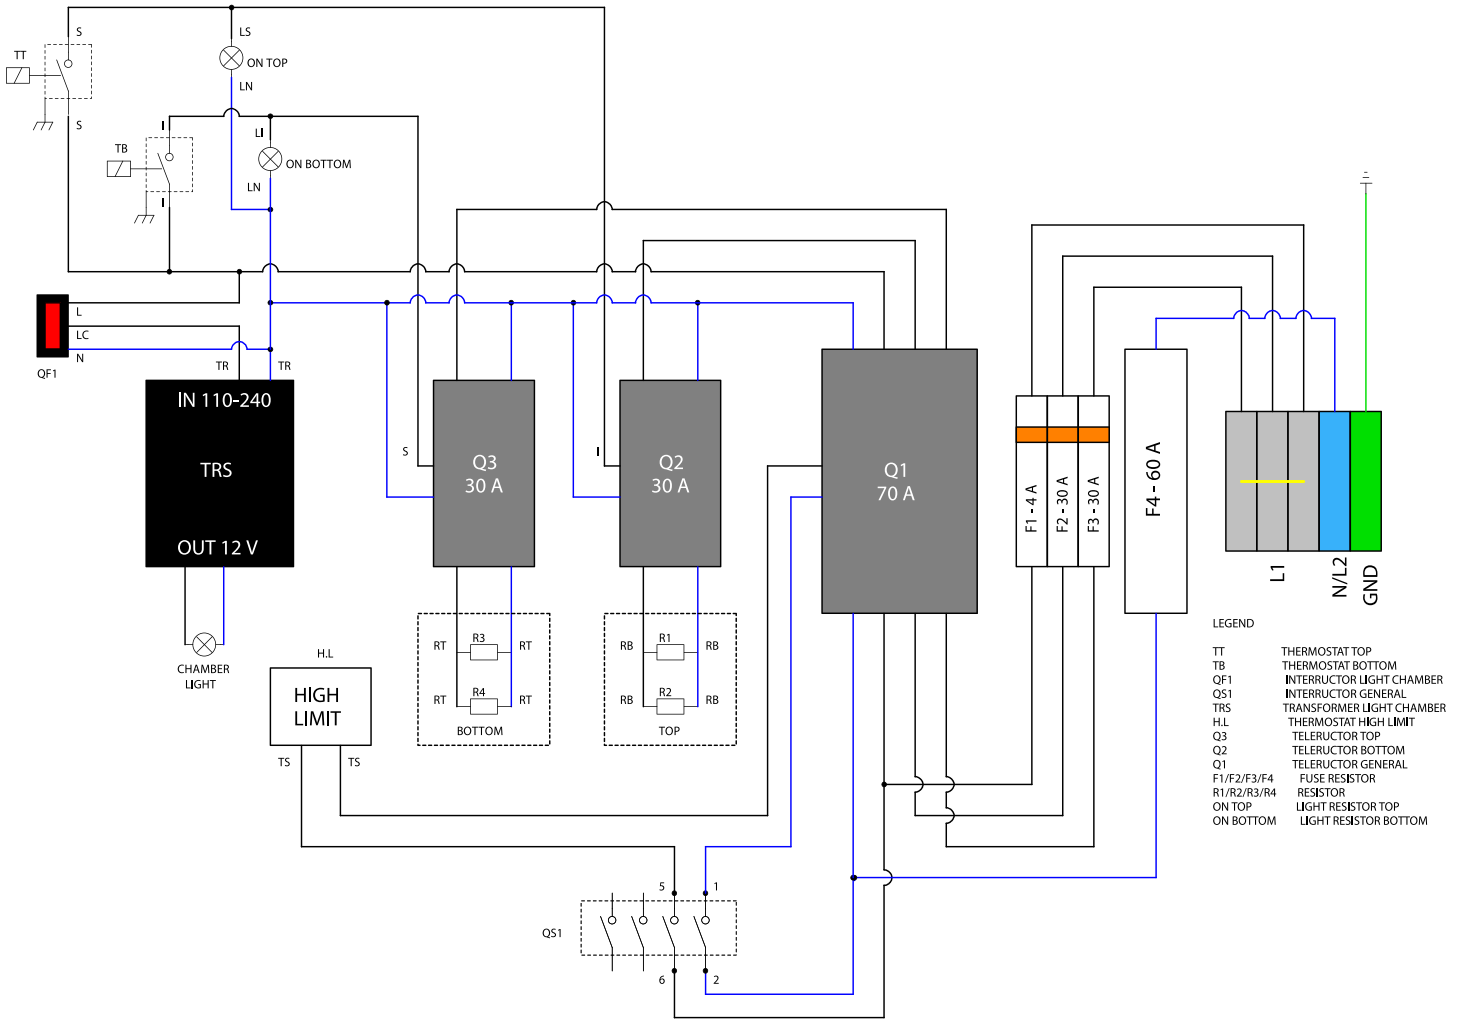 S
LS
TT
ON TOP
LN
S
I
LI
TB
ON BOTTOM
LN
I
L
LC
N
QF1
TR
TR
IN 110-240
TRS
OUT 12 V
CHAMBER
LIGHT
S
Q3
30 A
I
Q2
30 A
Q1
70 A
F1 - 4 A
F2 - 30 A
F3 - 30 A
F4 - 60 A
L1
N/L2
GND
RT
R3
RT
RT
R4
RT
BOTTOM
RB
R1
RB
RB
R2
RB
TOP
H.L
HIGH
LIMIT
TS
TS
5
1
QS1
6
2
LEGEND
TT THERMOSTAT TOP
TB THERMOSTAT BOTTOM
QF1 INTERRUCTOR LIGHT CHAMBER
QS1 INTERRUCTOR GENERAL
TRS TRANSFORMER LIGHT CHAMBER
H.L THERMOSTAT HIGH LIMIT
Q3 TELERUCTOR TOP
Q2 TELERUCTOR BOTTOM
Q1 TELERUCTOR GENERAL
F1/F2/F3/F4 FUSE RESISTOR
R1/R2/R3/R4 RESISTOR
ON TOP LIGHT RESISTOR TOP
ON BOTTOM LIGHT RESISTOR BOTTOM